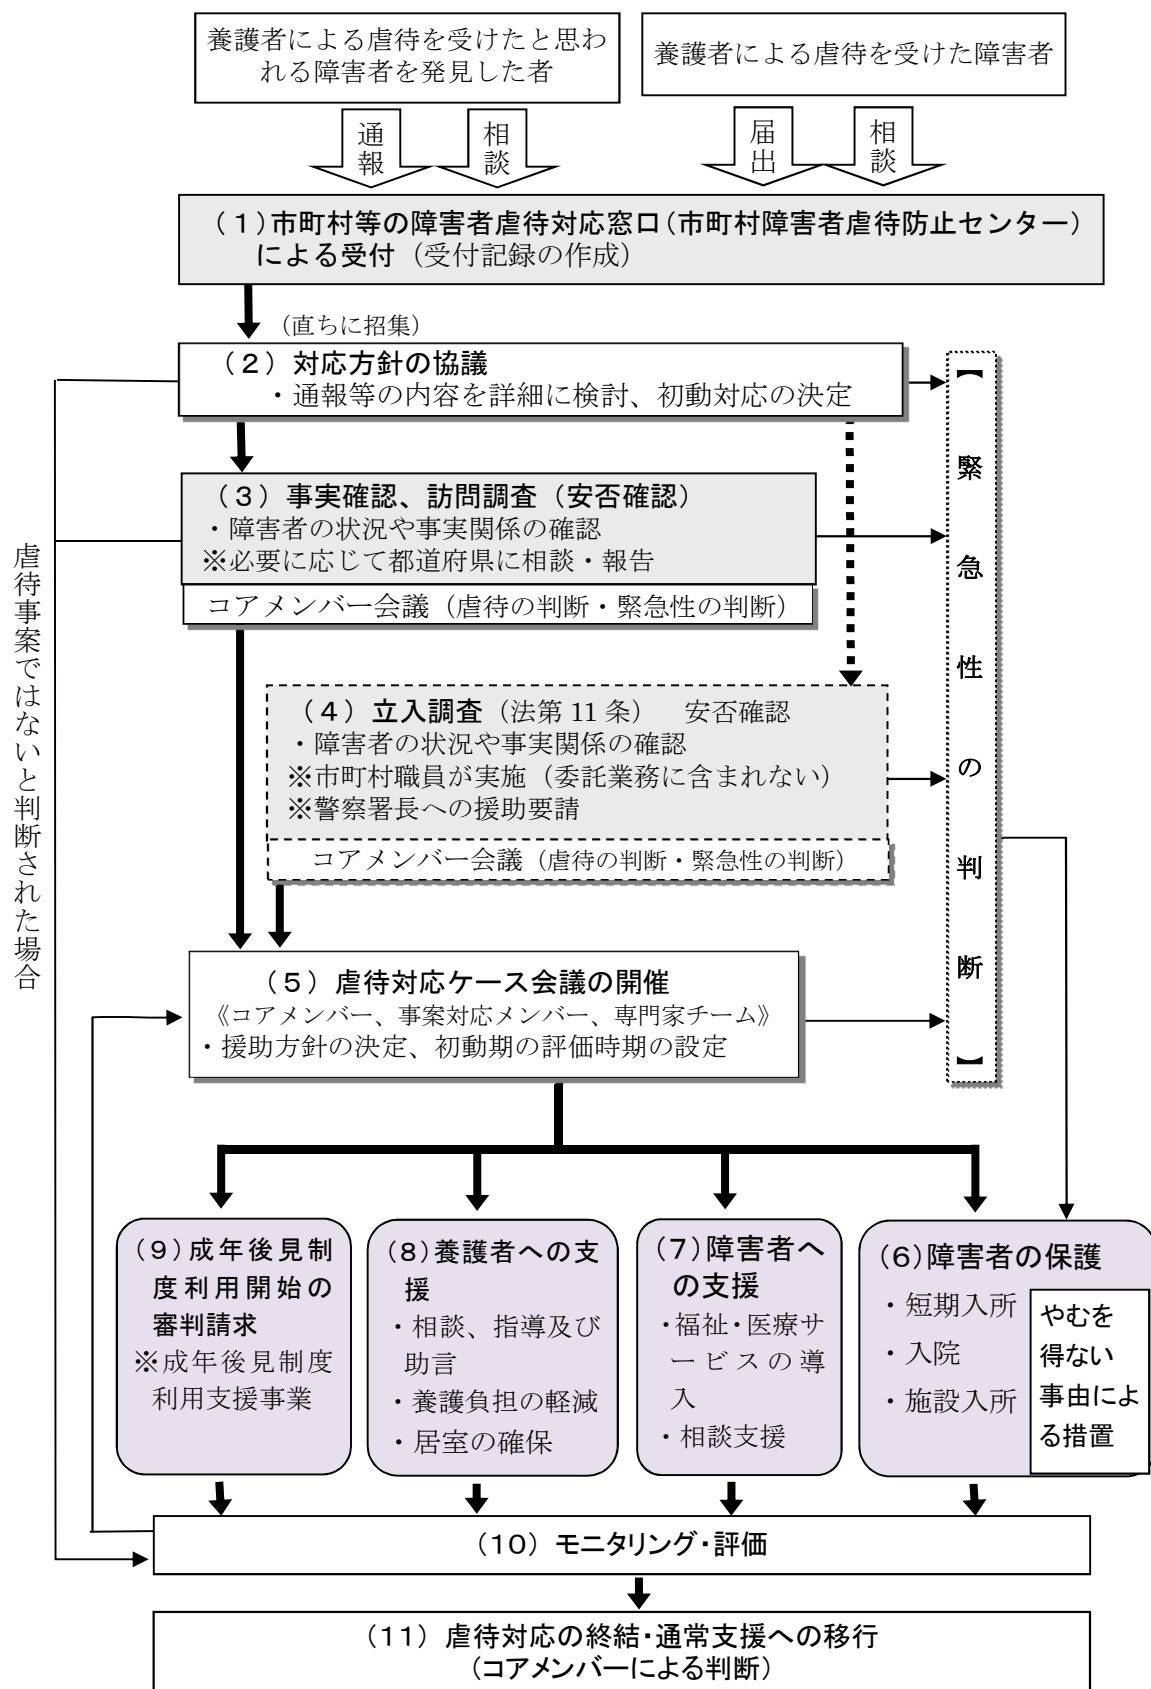 養護者による虐待を受けたと思わ
れる障害者を発見した者
養護者による虐待を受けた障害者
通報
相談
届出
相談
（１）市町村等の障害者虐待対応窓口（市町村障害者虐待防止センター）
による受付（受付記録の作成）
（直ちに招集）
（２）対応方針の協議
・通報等の内容を詳細に検討、初動対応の決定
（３）事実確認、訪問調査（安否確認）
・障害者の状況や事実関係の確認
※必要に応じて都道府県に相談・報告
コアメンバー会議（虐待の判断・緊急性の判断）
（４）立入調査（法第 11 条）　安否確認
・障害者の状況や事実関係の確認
※市町村職員が実施（委託業務に含まれない）
※警察署長への援助要請
コアメンバー会議（虐待の判断・緊急性の判断）
【緊急性の判断】
虐待事案ではないと判断された場合
（５）虐待対応ケース会議の開催
《コアメンバー、事案対応メンバー、専門家チーム》
・援助方針の決定、初動期の評価時期の設定
（９）成年後見制
度利用開始の
審判請求
※成年後見制度
利用支援事業
（８）養護者への支
援
・相談、指導及び
助言
・養護負担の軽減
・居室の確保
（７）障害者へ
の支援
・福祉・医療サ
ービスの導
入
・相談支援
（６）障害者の保護
・短期入所
・入院
・施設入所
やむを
得ない
事由によ
る措置
（10）モニタリング・評価
（11）虐待対応の終結・通常支援への移行
（コアメンバーによる判断）